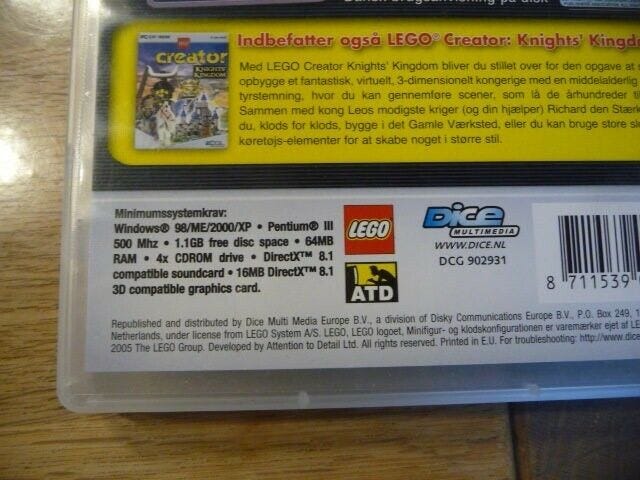 Dansk brugsanvisning på disk
Indbefatter også LEGO® Creator: Knights' Kingdo
PC CD-ROM
LEGO
creator
KNIGHTS'
KINGDOM
Med LEGO Creator Knights' Kingdom bliver du stillet over for den opgave at
opbygge et fantastisk, virtuelt, 3-dimensionelt kongerige med en middelalderlig
tyrstemning, hvor du kan gennemføre scener, som lå de århundreder til
Sammen med kong Leos modigste kriger (og din hjælper) Richard den Stærke
du, klods for klods, bygge i det Gamle Værksted, eller du kan bruge store
køretøjs-elementer for at skabe noget i større stil.
Minimumssystemkrav:
Windows® 98/ME/2000/XP • Pentium® III
500 Mhz • 1.1GB free disc space • 64MB
RAM • 4x CDROM drive • DirectX™ 8.1
compatible soundcard • 16MB DirectX™ 8.1
3D compatible graphics card.
LEGO
ATD
Dice
MULTIMEDIA
WWW.DICE.NL
DCG 902931
8 711539
Republished and distributed by Dice Multi Media Europe B.V., a division of Disky Communications Europe B.V., P.O. Box 249, 1
Netherlands, under license from LEGO System A/S. LEGO, LEGO logoet, Minifigur- og klodskonfigurationen er varemærker ejet af LE
2005 The LEGO Group. Developed by Attention to Detail Ltd. All rights reserved. Printed in E.U. For troubleshooting: http://www.dice